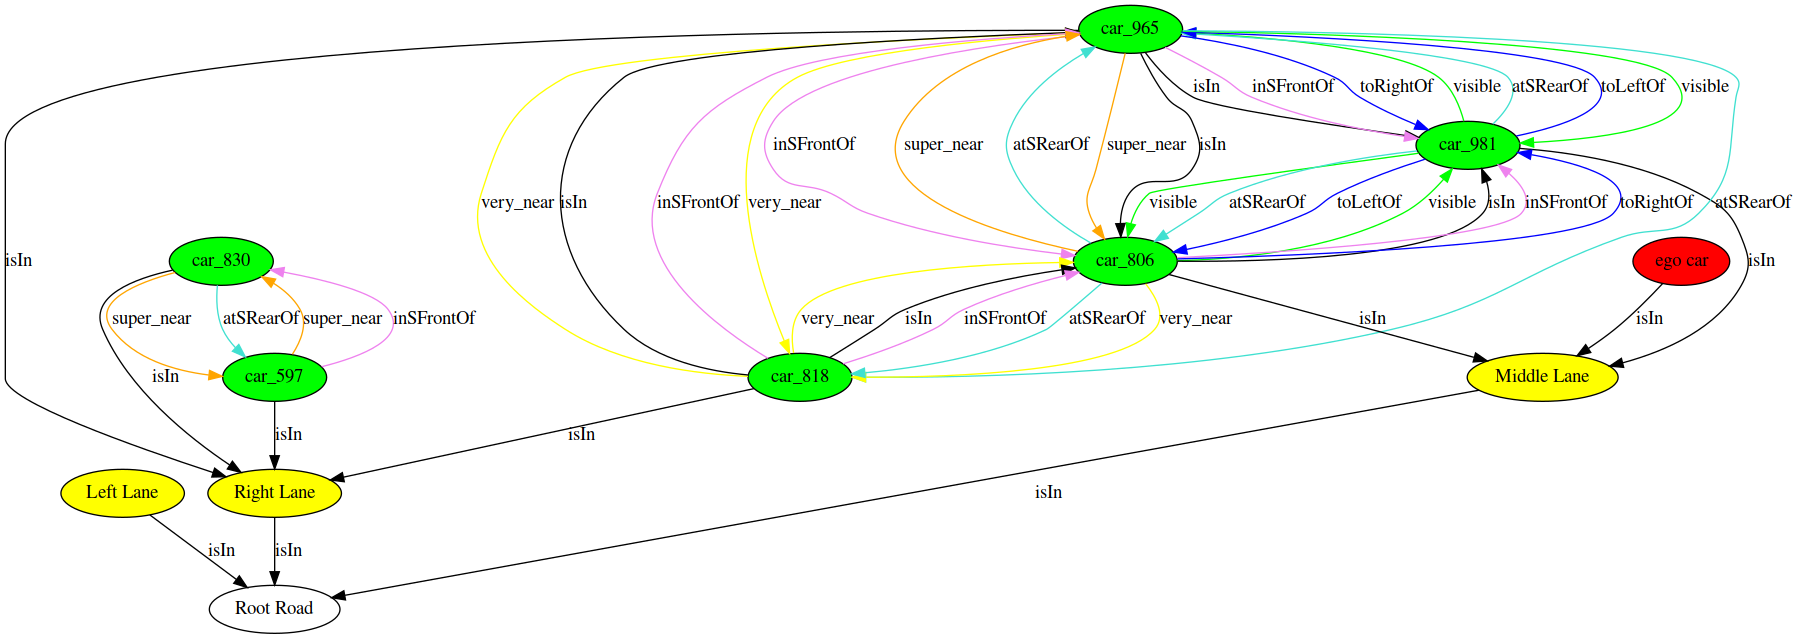 car_965
isIn
inSFrontOf
toRightOf
visible
atSRearOf
toLeftOf
visible
inSFrontOf
super_near
atSRearOf
super_near
isIn
car_981
very_near
isIn
inSFrontOf
very_near
visible
atSRearOf
toLeftOf
visible
isIn
inSFrontOf
toRightOf
atSRearOf
isIn
car_830
car_806
ego car
isIn
super_near
atSRearOf
super_near
inSFrontOf
very_near
isIn
inSFrontOf
atSRearOf
very_near
isIn
isIn
isIn
car_597
car_818
Middle Lane
isIn
isIn
Left Lane
Right Lane
isIn
isIn
isIn
Root Road